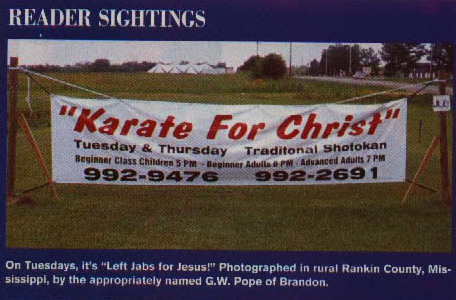 READER SIGHTINGS
"Karate For Christ"
Tuesday & Thursday Traditonal Shotokan
Beginner Class Children 5 PM - Beginner Adults 6 PM - Advanced Adults 7 PM
992-9476 992-2691
On Tuesdays, it's "Left Jabs for Jesus!" Photographed in rural Rankin County, Mis-
sissippi, by the appropriately named G.W. Pope of Brandon.